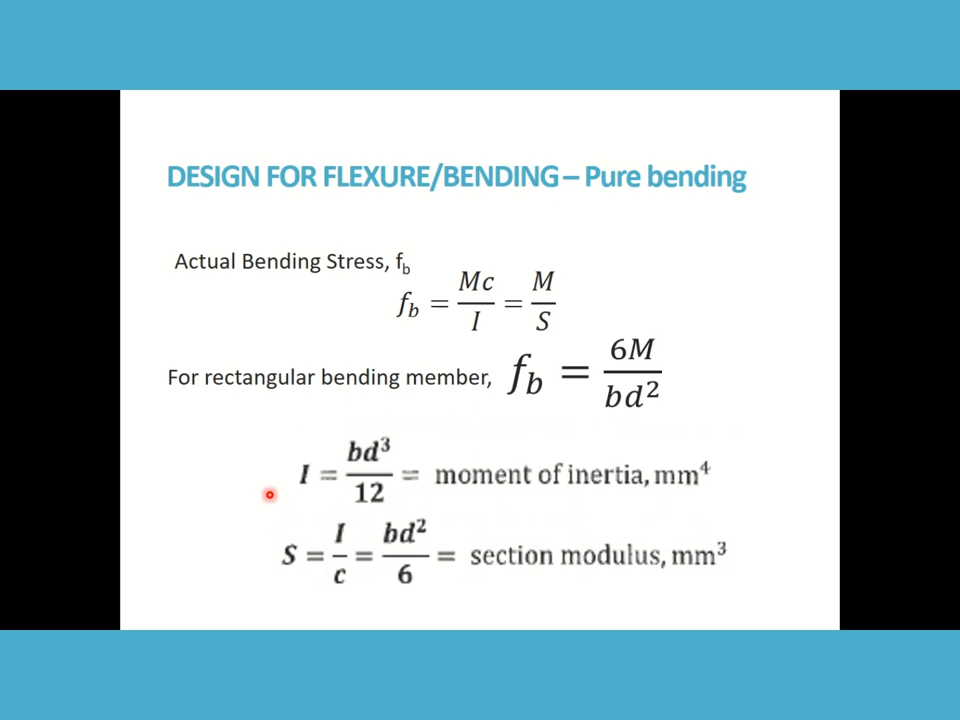 DESIGN FOR FLEXURE/BENDING – Pure bending
Actual Bending Stress, f_b
f_b = Mc/I = M/S
For rectangular bending member, f_b = 6M/bd²
I = bd³/12 = moment of inertia, mm⁴
S = I/c = bd²/6 = section modulus, mm³